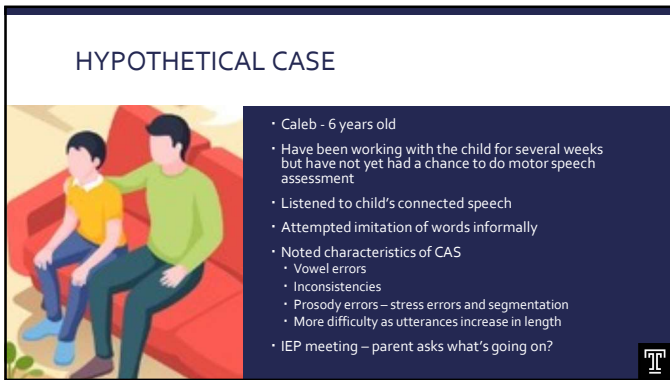 HYPOTHETICAL CASE
• Caleb - 6 years old
• Have been working with the child for several weeks
but have not yet had a chance to do motor speech
assessment
• Listened to child's connected speech
• Attempted imitation of words informally
• Noted characteristics of CAS
• Vowel errors
• Inconsistencies
• Prosody errors – stress errors and segmentation
• More difficulty as utterances increase in length
• IEP meeting – parent asks what's going on?